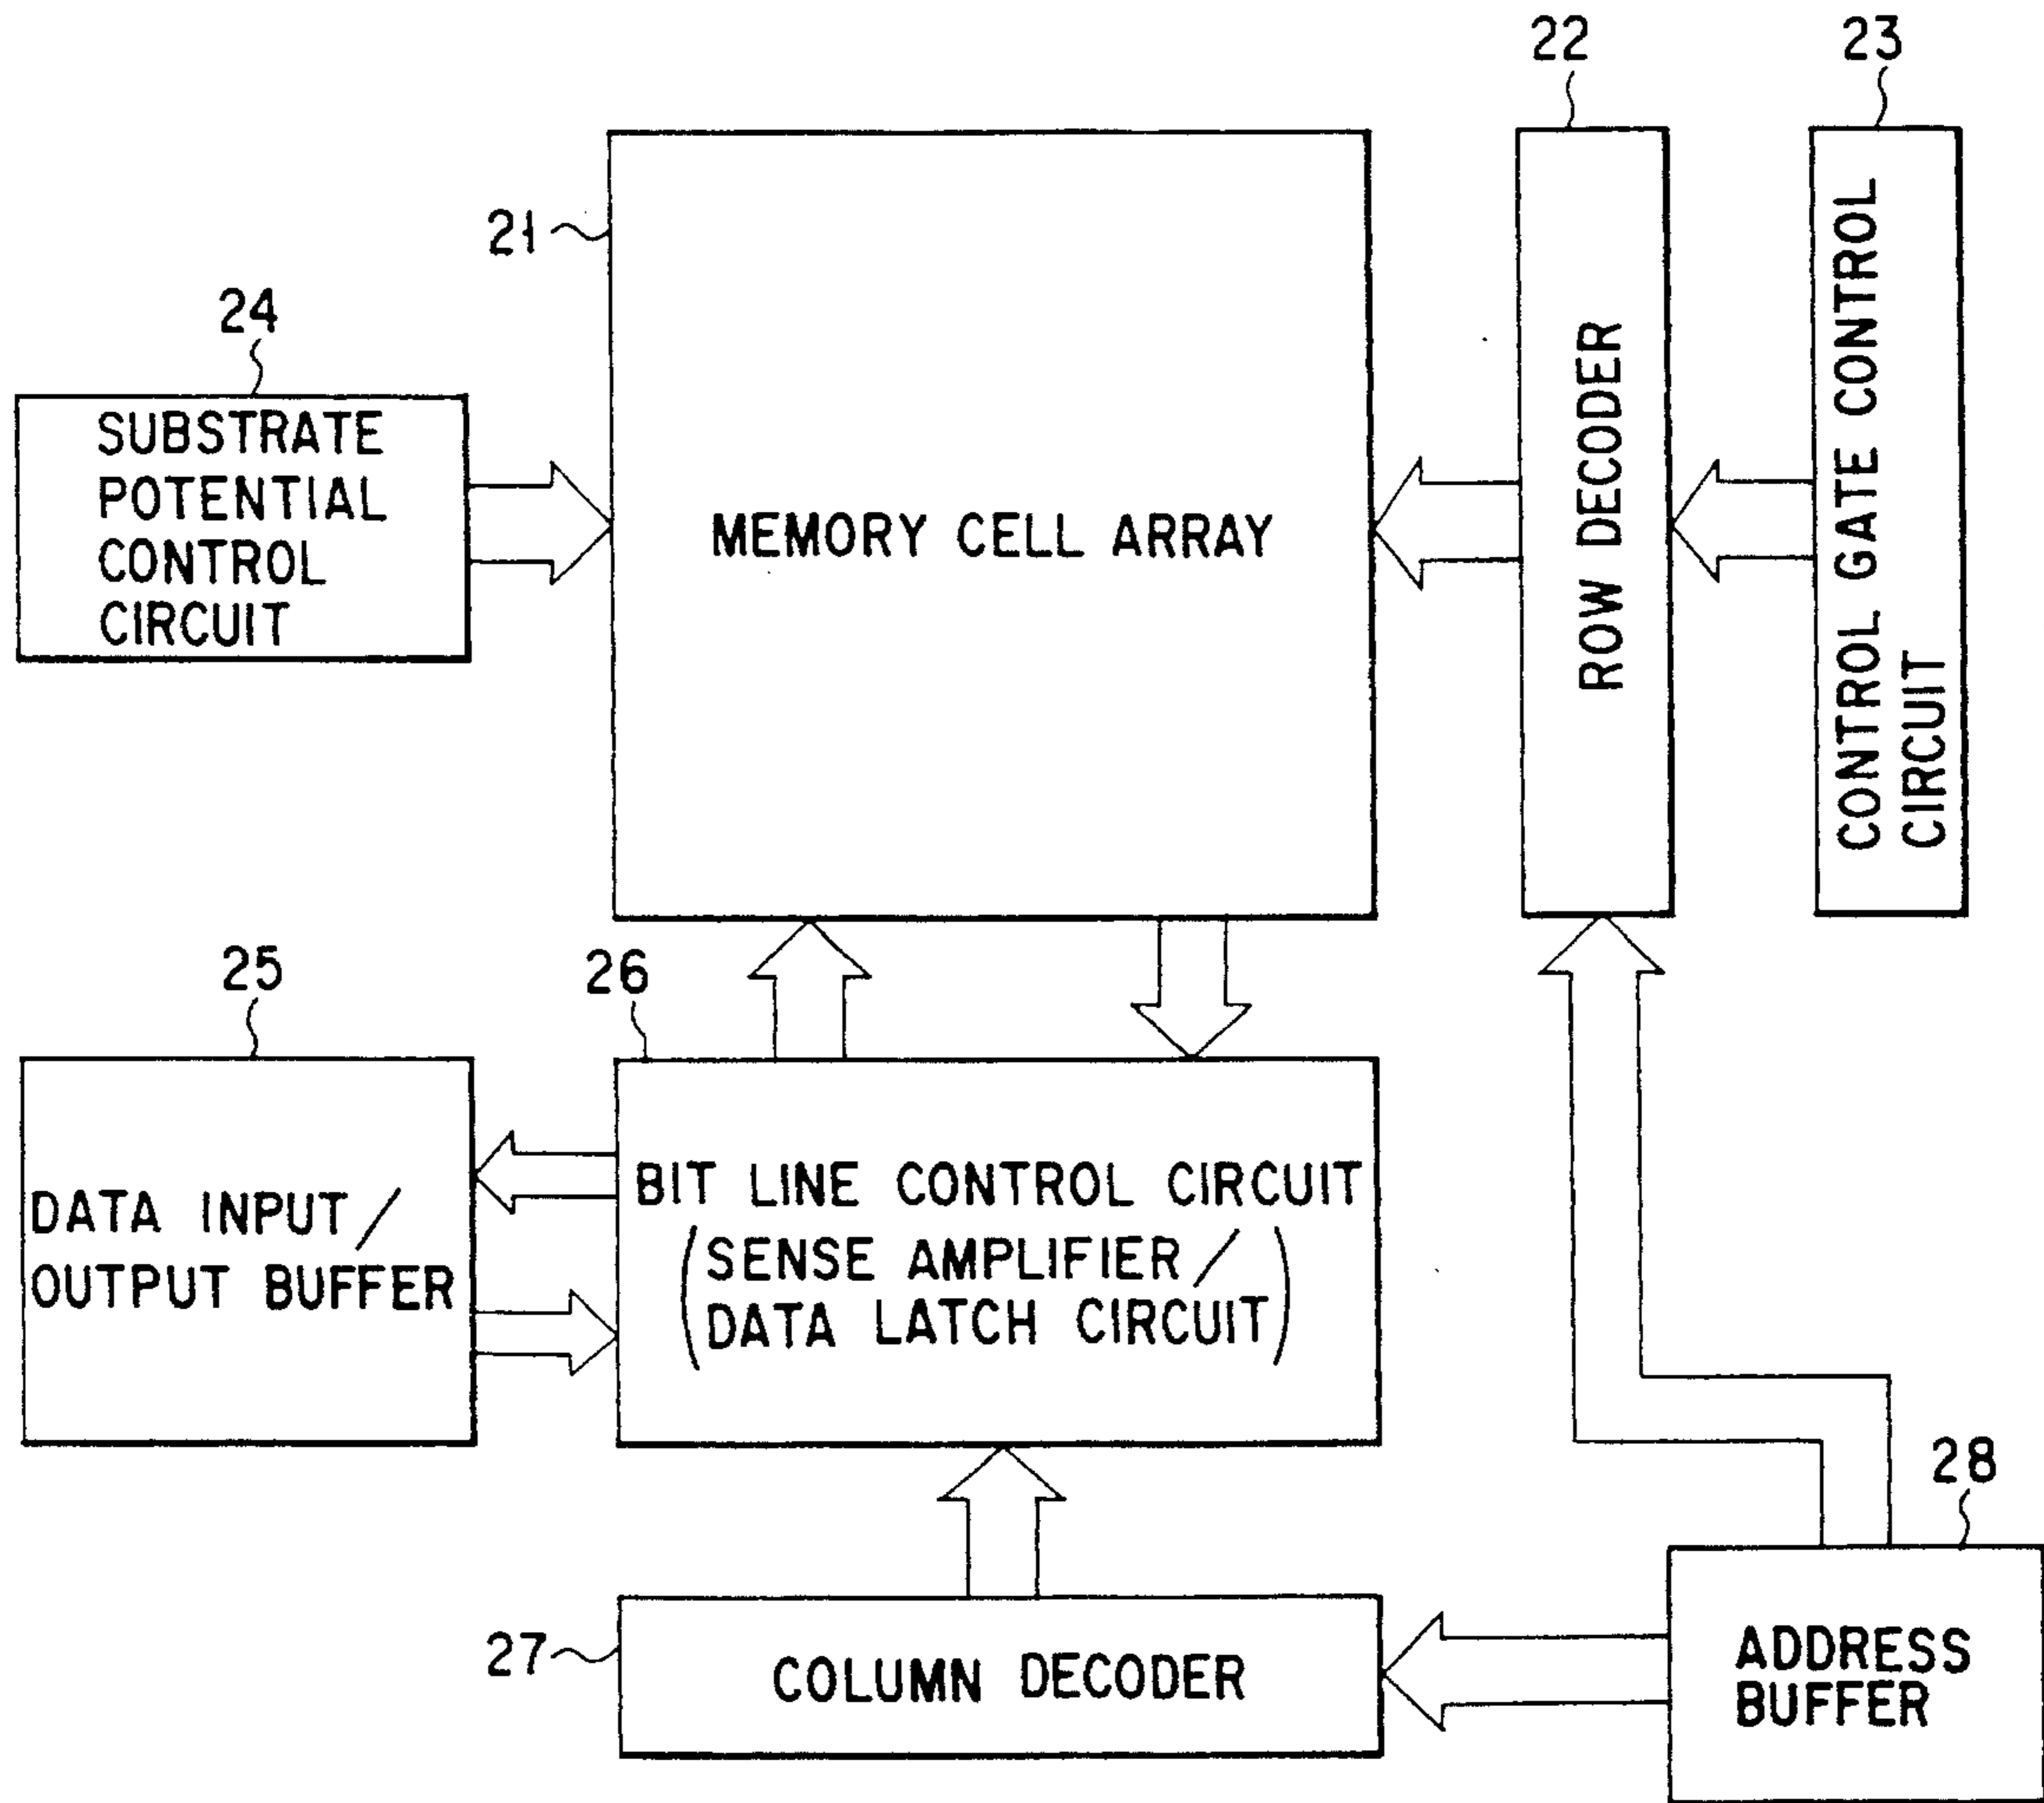 22
23
21
24
SUBSTRATE
POTENTIAL
CONTROL
CIRCUIT
MEMORY CELL ARRAY
ROW DECODER
CONTROL GATE CONTROL
CIRCUIT
25
26
DATA INPUT/
OUTPUT BUFFER
BIT LINE CONTROL CIRCUIT
(SENSE AMPLIFIER/
DATA LATCH CIRCUIT)
28
27
COLUMN DECODER
ADDRESS
BUFFER